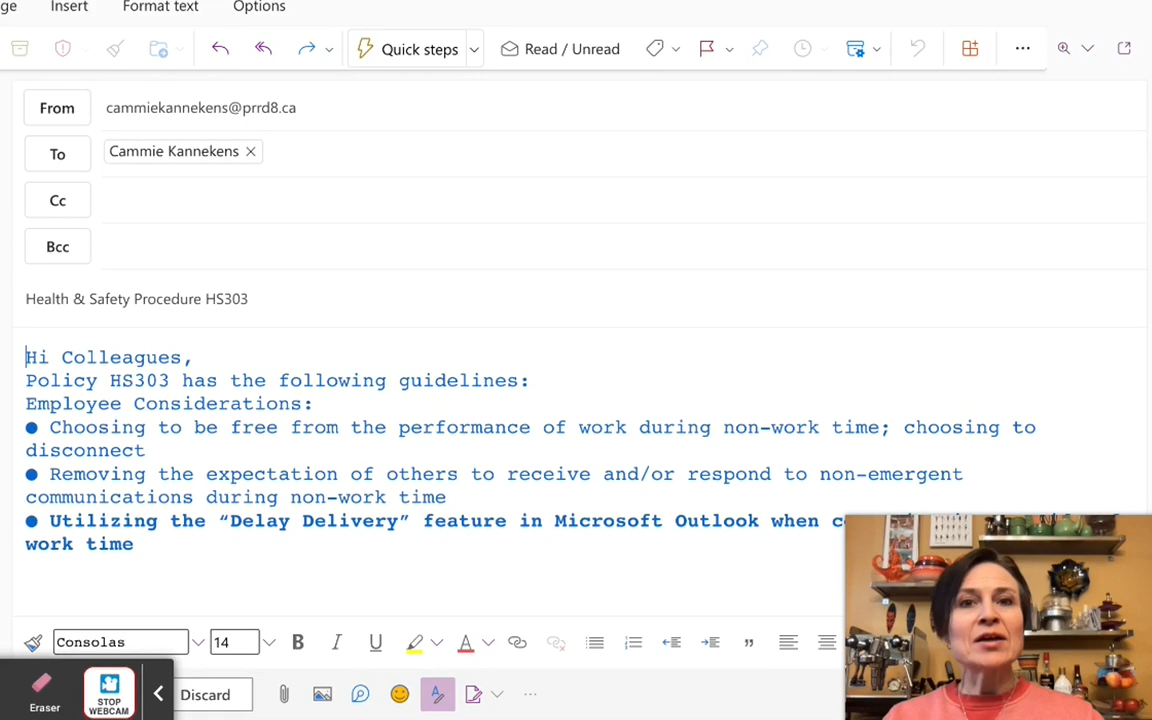 ge Insert Format text Options
Quick steps Read / Unread
From cammiekannekens@prrd8.ca
To Cammie Kannekens
Cc
Bcc
Health & Safety Procedure HS303
Hi Colleagues,
Policy HS303 has the following guidelines:
Employee Considerations:
● Choosing to be free from the performance of work during non-work time; choosing to
disconnect
● Removing the expectation of others to receive and/or respond to non-emergent
communications during non-work time
● Utilizing the “Delay Delivery” feature in Microsoft Outlook when
work time
Consolas 14 B I U A
Eraser STOP WEBCAM Discard